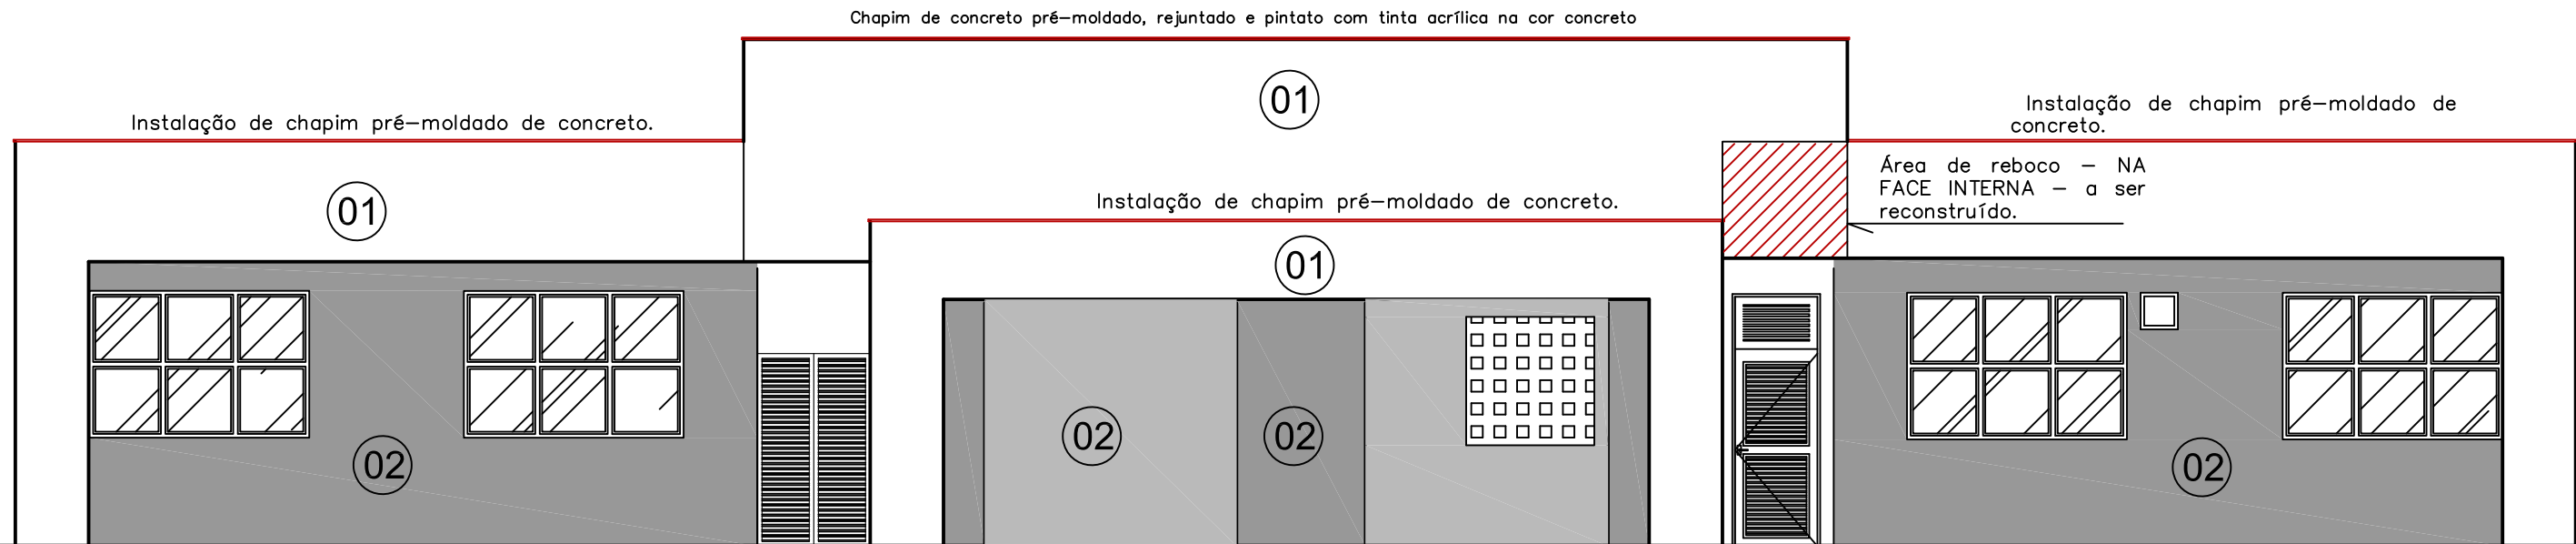 Chapim de concreto pré-moldado, rejuntado e pintato com tinta acrílica na cor concreto
01
Instalação de chapim pré-moldado de concreto.
Instalação de chapim pré-moldado de
concreto.
Área de reboco - NA
FACE INTERNA - a ser
reconstruído.
01
Instalação de chapim pré-moldado de concreto.
01
02
02
02
02